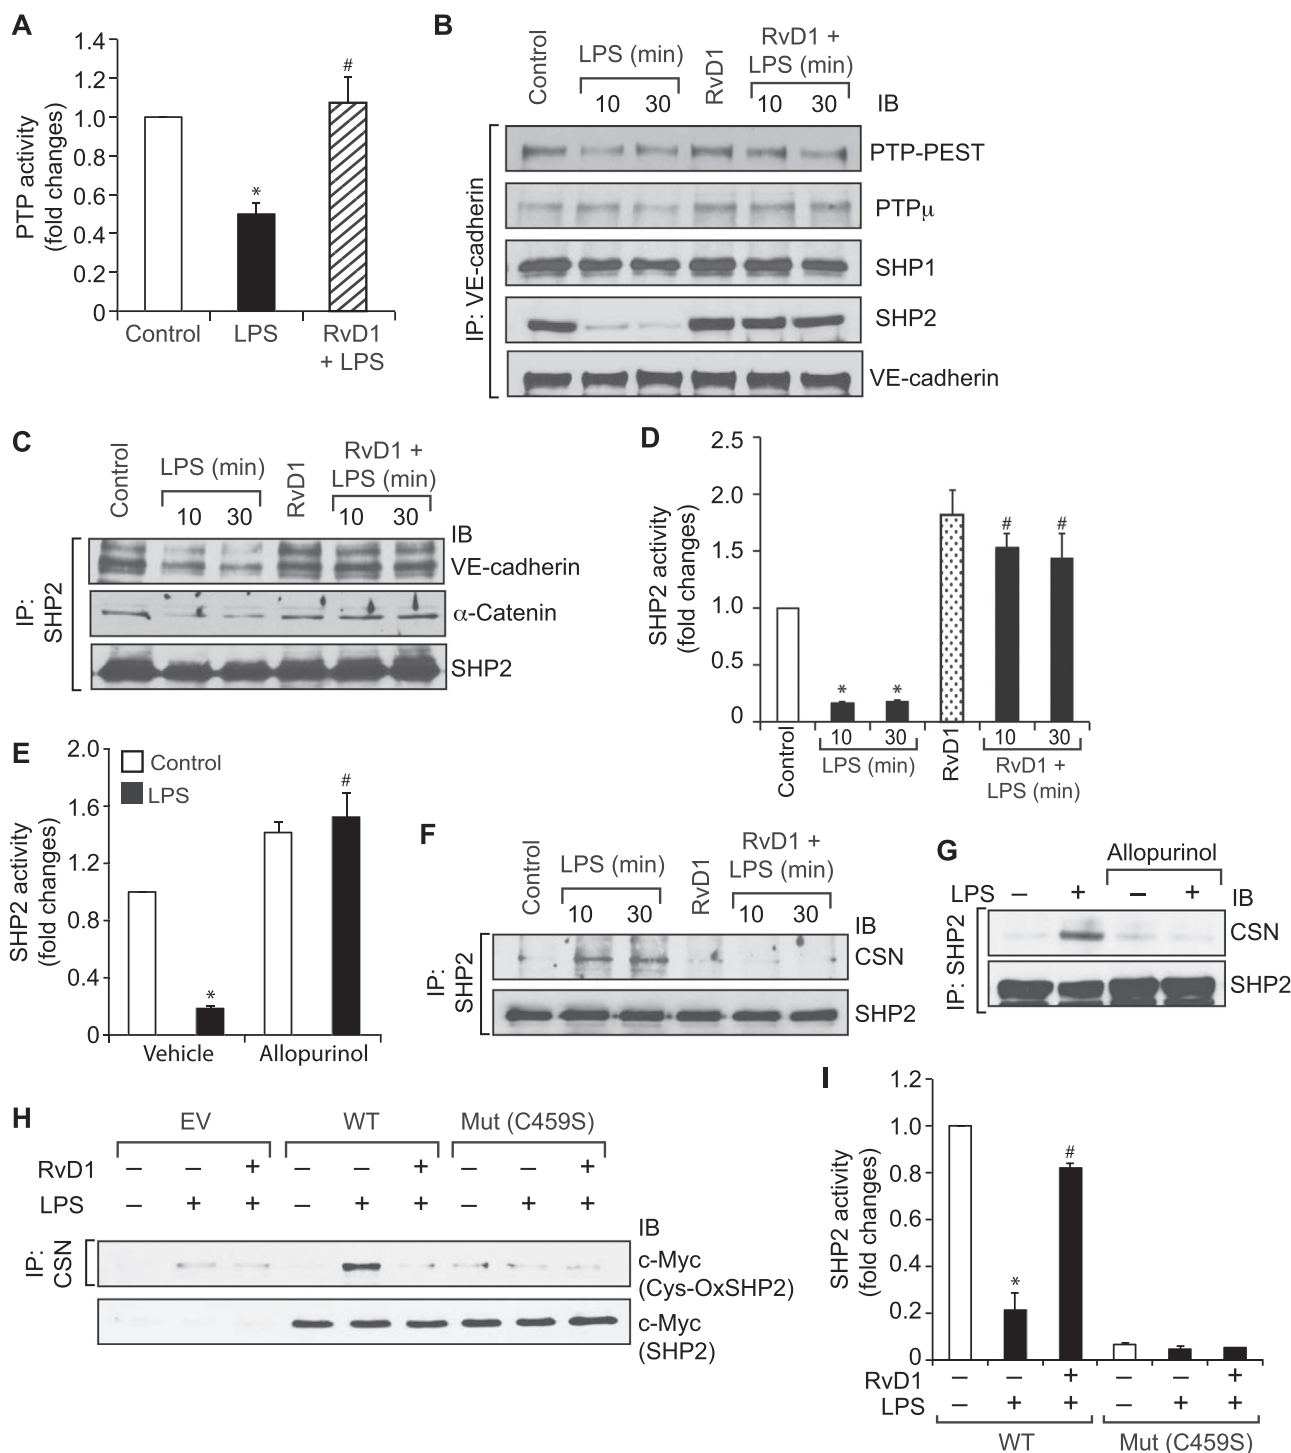 A
1.4
1.2
1.0
0.8
0.6
0.4
0.2
0
PTP activity
(fold changes)
*
#
Control
LPS
RvD1
+ LPS
B
Control
LPS (min)
10
30
RvD1
RvD1 +
LPS (min)
10
30
IB
IP: VE-cadherin
PTP-PEST
PTPμ
SHP1
SHP2
VE-cadherin
C
Control
LPS (min)
10
30
RvD1
RvD1 +
LPS (min)
10
30
IB
IP:
SHP2
VE-cadherin
α-Catenin
SHP2
D
2.5
2.0
1.5
1.0
0.5
0
SHP2 activity
(fold changes)
*
*
#
#
Control
10
30
LPS (min)
RvD1
10
30
RvD1 +
LPS (min)
E
2.0
1.6
1.2
0.8
0.4
0
SHP2 activity
(fold changes)
Control
LPS
*
#
Vehicle
Allopurinol
F
Control
LPS (min)
10
30
RvD1
RvD1 +
LPS (min)
10
30
IB
IP:
SHP2
CSN
SHP2
G
Allopurinol
LPS – + – +
IB
IP: SHP2
CSN
SHP2
H
EV
WT
Mut (C459S)
RvD1 – – + – – + – – +
LPS – + + – + + – + +
IB
IP:
CSN
c-Myc
(Cys-OxSHP2)
c-Myc
(SHP2)
I
1.2
1.0
0.8
0.6
0.4
0.2
0
SHP2 activity
(fold changes)
*
#
RvD1 – – + – – +
LPS – + + – + +
WT
Mut (C459S)